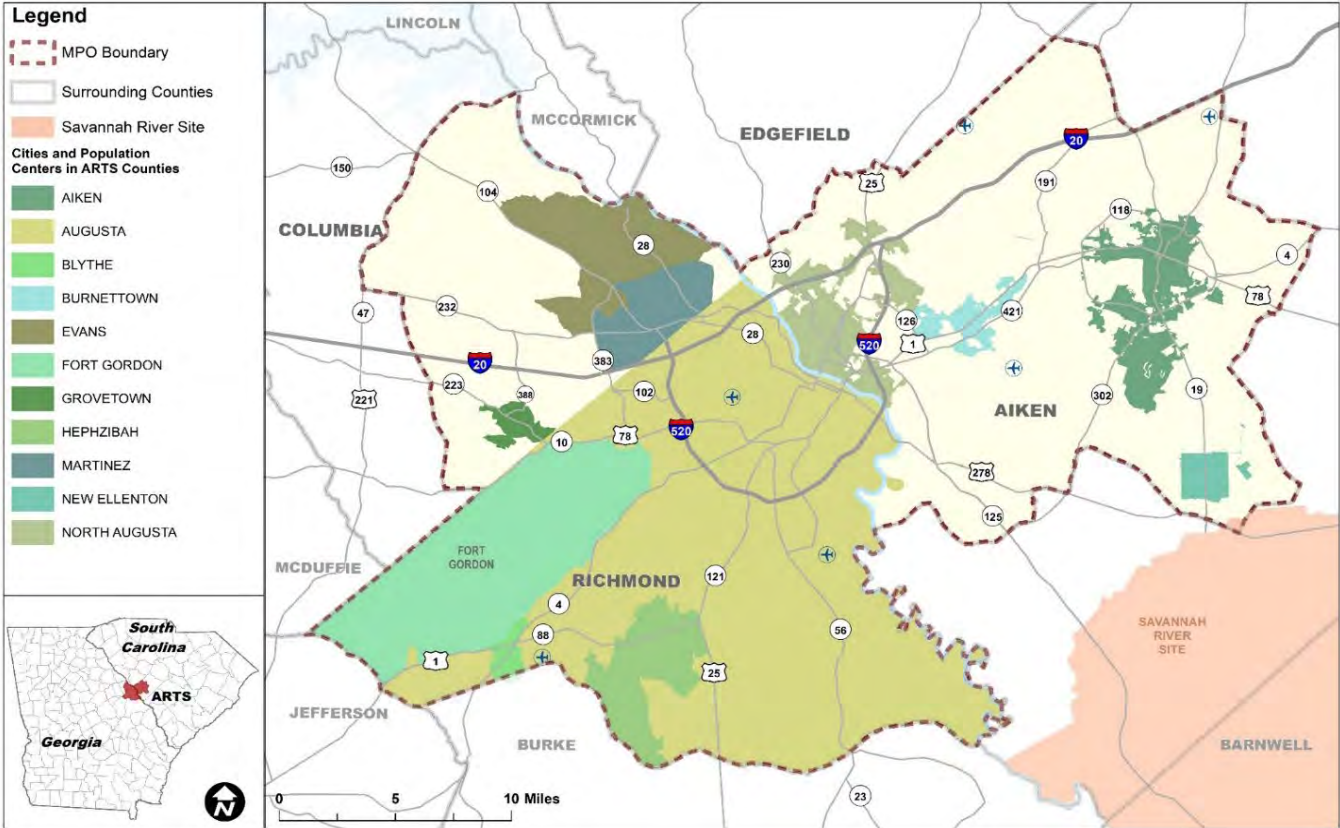 Legend
MPO Boundary
Surrounding Counties
Savannah River Site
Cities and Population
Centers in ARTS Counties
AIKEN
AUGUSTA
BLYTHE
BURNETTOWN
EVANS
FORT GORDON
GROVETOWN
HEPHZIBAH
MARTINEZ
NEW ELLENTON
NORTH AUGUSTA
South
Carolina
ARTS
Georgia
N
LINCOLN
MCCORMICK
EDGEFIELD
20
150
25
191
104
118
COLUMBIA
28
4
230
78
232
47
126
421
28
1
520
20
383
223
388
102
221
302
19
AIKEN
10
78
520
278
125
FORT
GORDON
MCDUFFIE
RICHMOND
121
4
88
56
SAVANNAH
RIVER
SITE
1
25
JEFFERSON
BURKE
BARNWELL
0
5
10 Miles
23